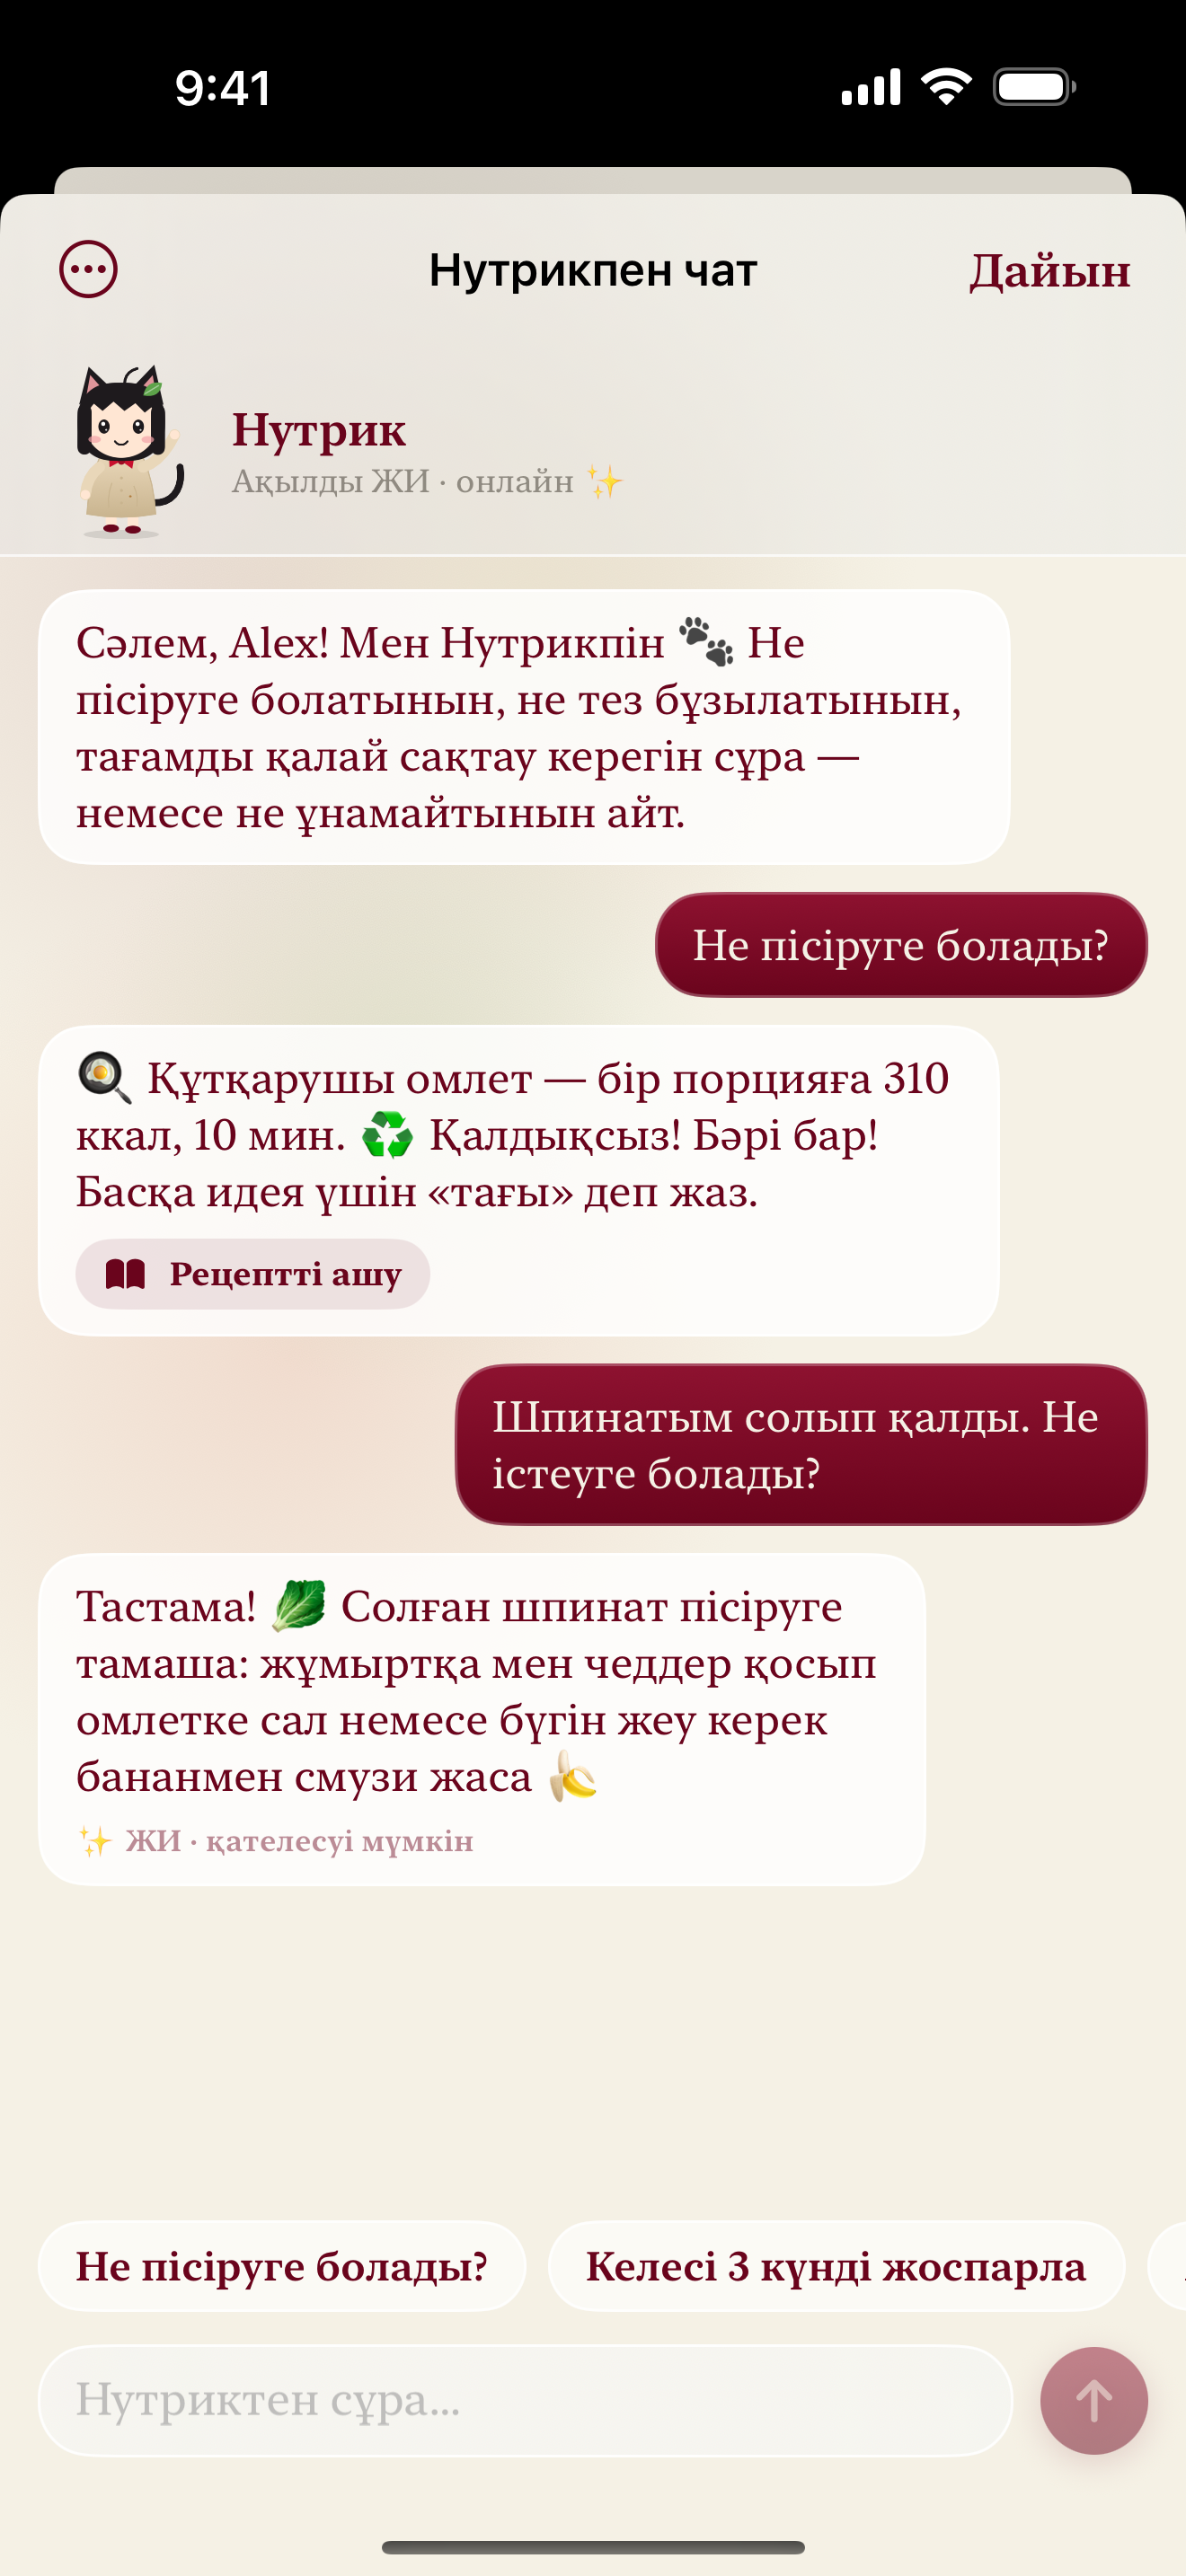 9:41
Нутрикпен чат
Дайын
Нутрик
Ақылды ЖИ · онлайн ✨
Сәлем, Alex! Мен Нутрикпін 🐾 Не
пісіруге болатынын, не тез бұзылатынын,
тағамды қалай сақтау керегін сұра —
немесе не ұнамайтынын айт.
Не пісіруге болады?
🍳 Құтқарушы омлет — бір порцияға 310
ккал, 10 мин. ♻️ Қалдықсыз! Бәрі бар!
Басқа идея үшін «тағы» деп жаз.
Рецептті ашу
Шпинатым солып қалды. Не
істеуге болады?
Тастама! 🥬 Солған шпинат пісіруге
тамаша: жұмыртқа мен чеддер қосып
омлетке сал немесе бүгін жеу керек
бананмен смузи жаса 🍌
✨ ЖИ · қателесуі мүмкін
Не пісіруге болады?
Келесі 3 күнді жоспарла
Нутриктен сұра...